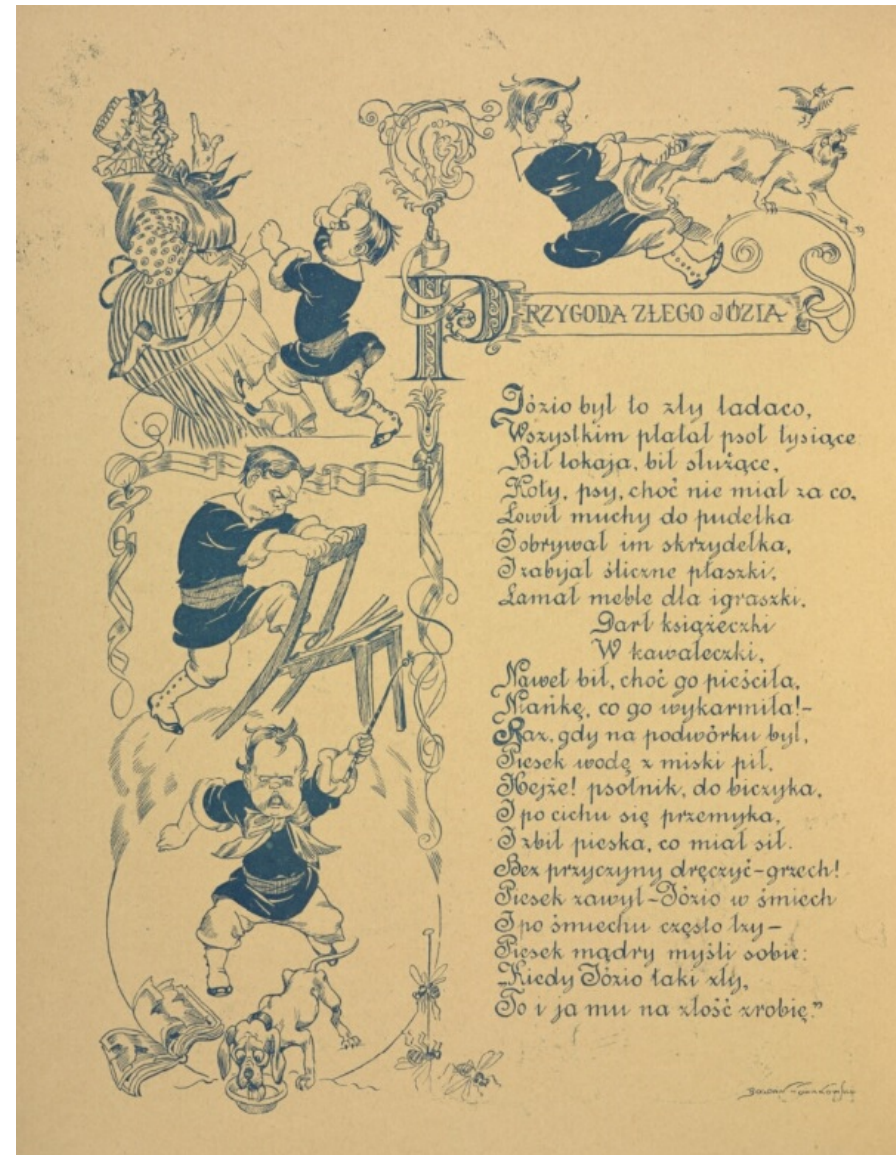 PRZYGODA ZŁEGO JÓZIA
Józio był to zły ladaco,
Wszystkim płatał psot tysiące
Bił lokaja, bił służące,
Koty, psy, choć nie miał za co.
Łowił muchy do pudełka
I obrywał im skrzydełka,
I zabijał śliczne ptaszki,
Łamał meble dla igraszki.
Darł książeczki
W kawałeczki,
Nawet bił, choć go pieściła,
Niańkę, co go wykarmiła!-
Raz, gdy na podwórku był,
Piesek wodę z miski pił.
Hejże! psotnik, do biczyka,
I po cichu się przemyka,
I zbił pieska, co miał sił.
Bez przyczyny dręczyć-grzech!
Piesek zawył-Józio w śmiech
I po śmiechu często łzy-
Piesek mądry myśli sobie:
„Kiedy Józio taki zły,
To i ja mu na złość zrobię."